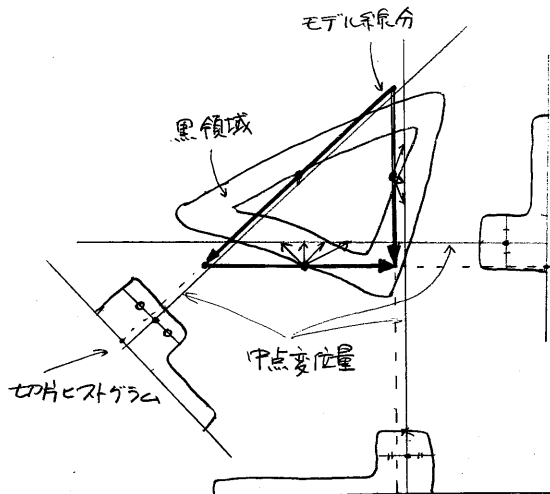 モデル線分
黒領域
中点変位量
切片ヒストグラム